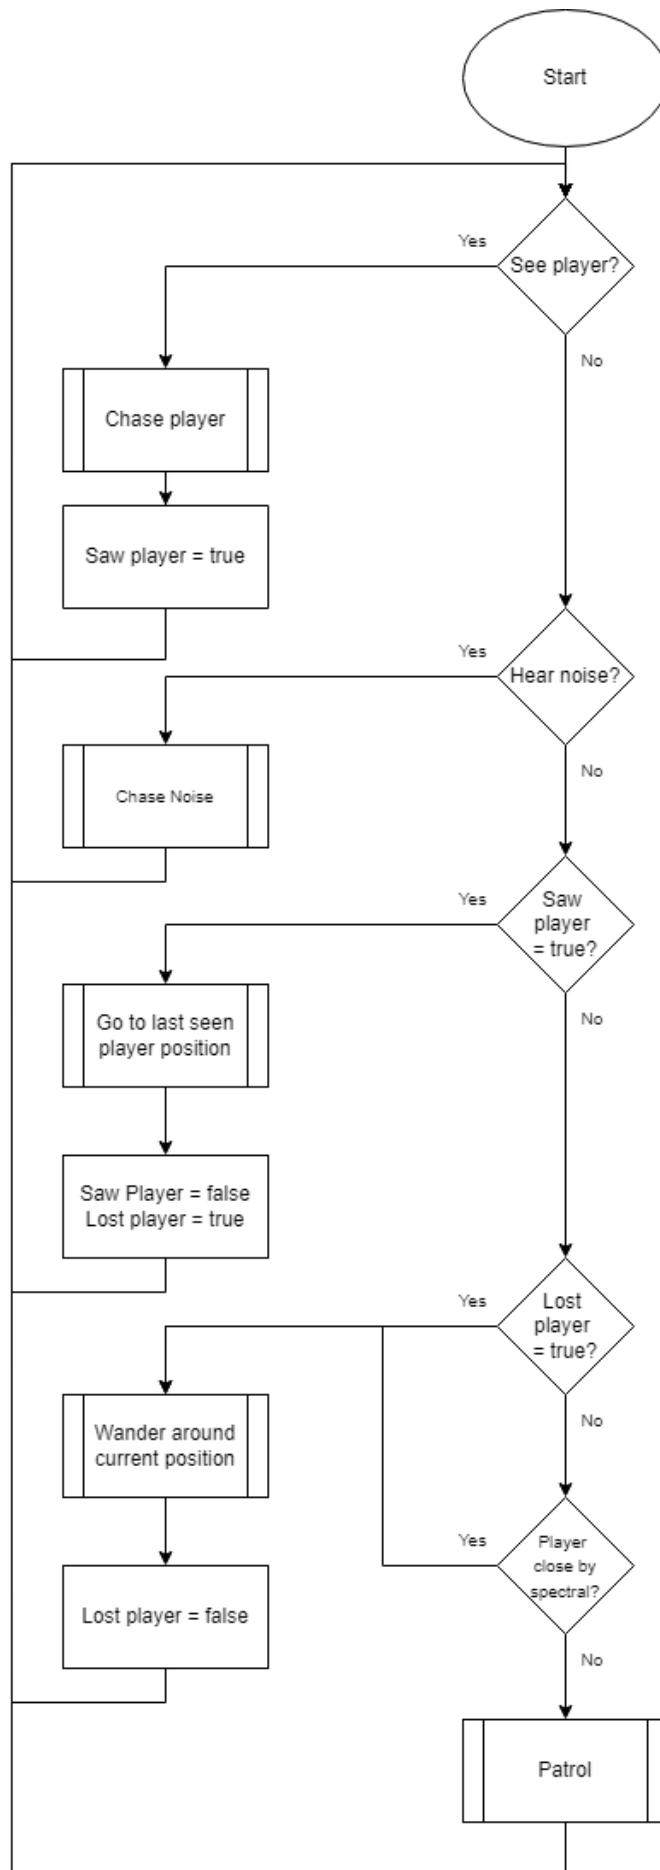 Start
Yes
See player?
No
Chase player
Saw player = true
Yes
Hear noise?
No
Chase Noise
Yes
Saw
player
= true?
No
Go to last seen
player position
Saw Player = false
Lost player = true
Yes
Lost
player
= true?
No
Wander around
current position
Yes
Player
close by
spectral?
Lost player = false
No
Patrol